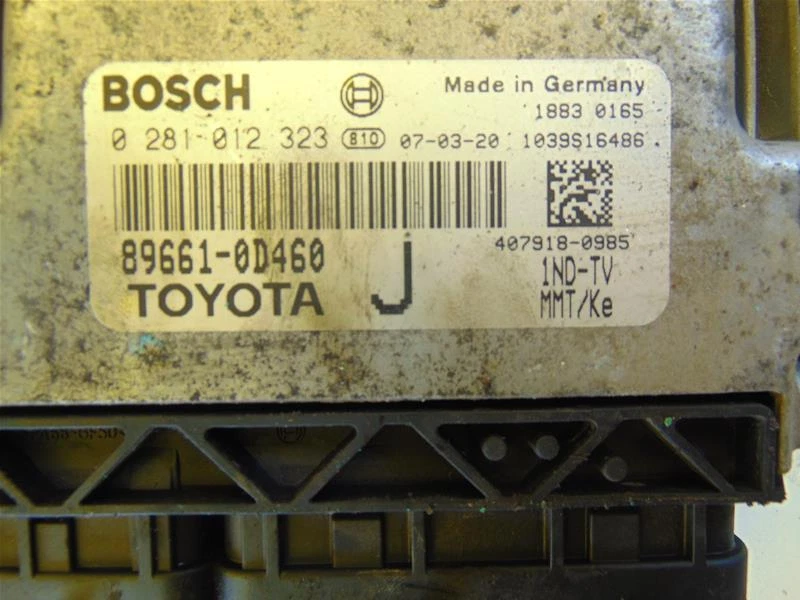 BOSCH Made in Germany
1883 0165
0 281 012 323 810 07-03-20 1039S16486
407918-0985
89661-0D460 J 1ND-TV
TOYOTA MMT/Ke